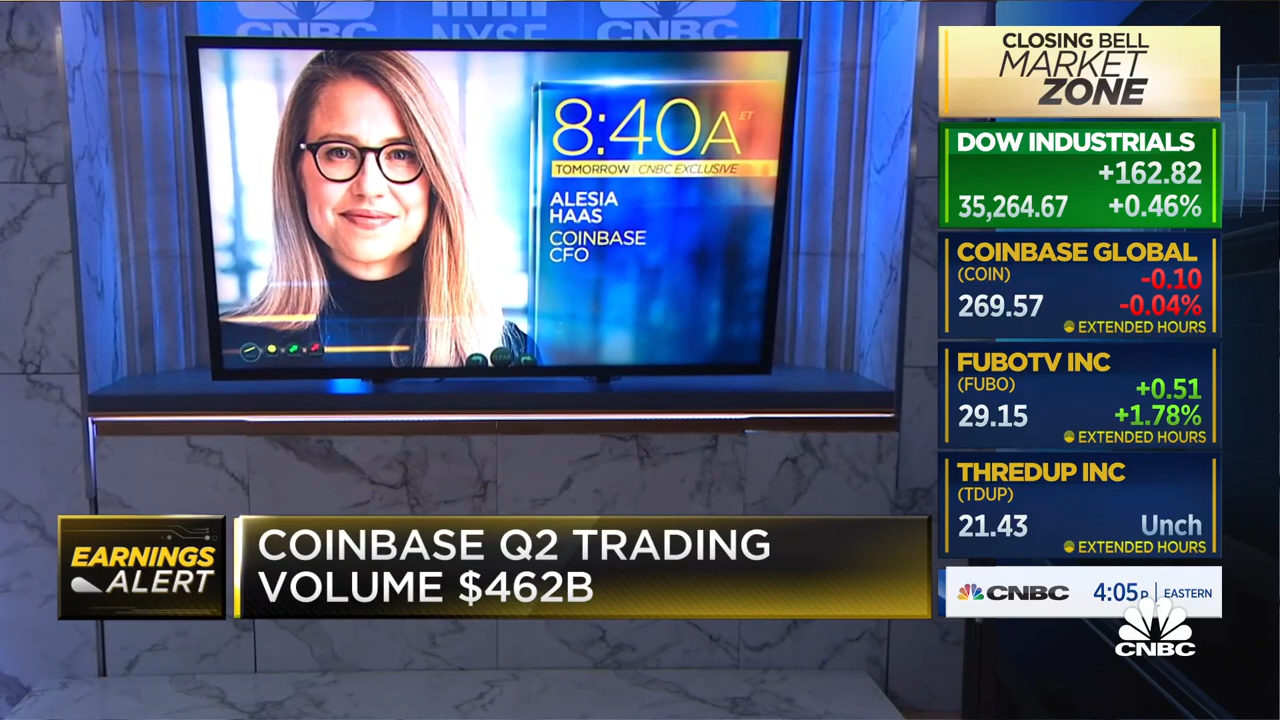 CNBC
NYSE
CNBC
8:40A ET
TOMORROW | CNBC EXCLUSIVE
ALESIA
HAAS
COINBASE
CFO
EARNINGS
ALERT
COINBASE Q2 TRADING
VOLUME $462B
CLOSING BELL
MARKET
ZONE
DOW INDUSTRIALS
+162.82
35,264.67 +0.46%
COINBASE GLOBAL
(COIN) -0.10
269.57 -0.04%
EXTENDED HOURS
FUBOTV INC
(FUBO) +0.51
29.15 +1.78%
EXTENDED HOURS
THREDUP INC
(TDUP)
21.43 Unch
EXTENDED HOURS
CNBC 4:05P | EASTERN
CNBC